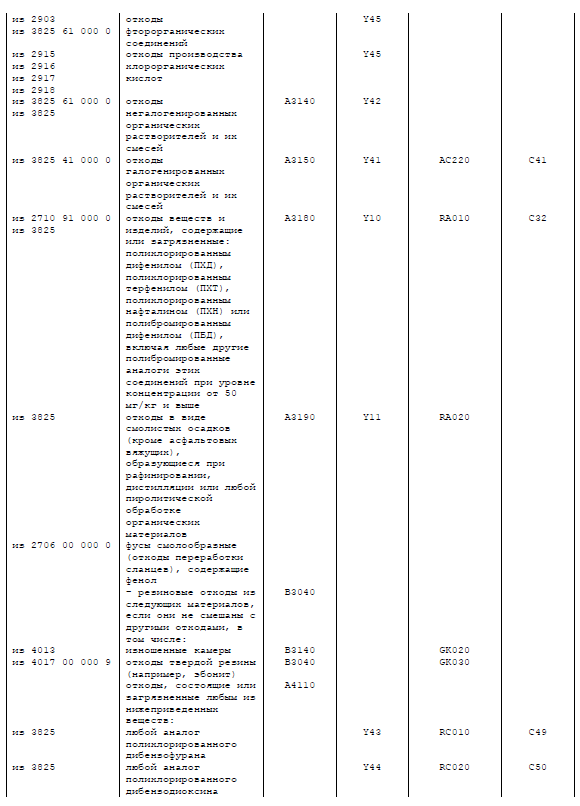 из 2903 отходы Y45
из 3825 61 000 0 фторорганических
соединений
из 2915 отходы производства Y45
из 2916 хлорорганических
из 2917 кислот
из 2918
из 3825 61 000 0 отходы A3140 Y42
из 3825 негалогенированных
органических
растворителей и их
смесей
из 3825 41 000 0 отходы A3150 Y41 AC220 C41
галогенированных
органических
растворителей и их
смесей
из 2710 91 000 0 отходы веществ и A3180 Y10 RA010 C32
из 3825 изделий, содержащие
или загрязненные:
полихлорированным
дифенилом (ПХД),
полихлорированным
терфенилом (ПХТ),
полихлорированным
нафталином (ПХН) или
полибромированным
дифенилом (ПБД),
включая любые другие
полибромированные
аналоги этих
соединений при уровне
концентрации от 50
мг/кг и выше
из 3825 отходы в виде A3190 Y11 RA020
смолистых осадков
(кроме асфальтовых
вяжущих),
образующиеся при
рафинировании,
дистилляции или любой
пиролитической
обработке
органических
материалов
из 2706 00 000 0 фусы смолообразные
(отходы переработки
сланцев), содержащие
фенол
- резиновые отходы из B3040
следующих материалов,
если они не смешаны с
другими отходами, в
том числе:
из 4013 изношенные камеры B3140 GK020
из 4017 00 000 9 отходы твердой резины B3040 GK030
(например, эбонит)
отходы, состоящие или A4110
загрязненные любым из
нижеприведенных
веществ:
из 3825 любой аналог Y43 RC010 C49
полихлорированного
дибензофурана
из 3825 любой аналог Y44 RC020 C50
полихлорированного
дибензодиоксина